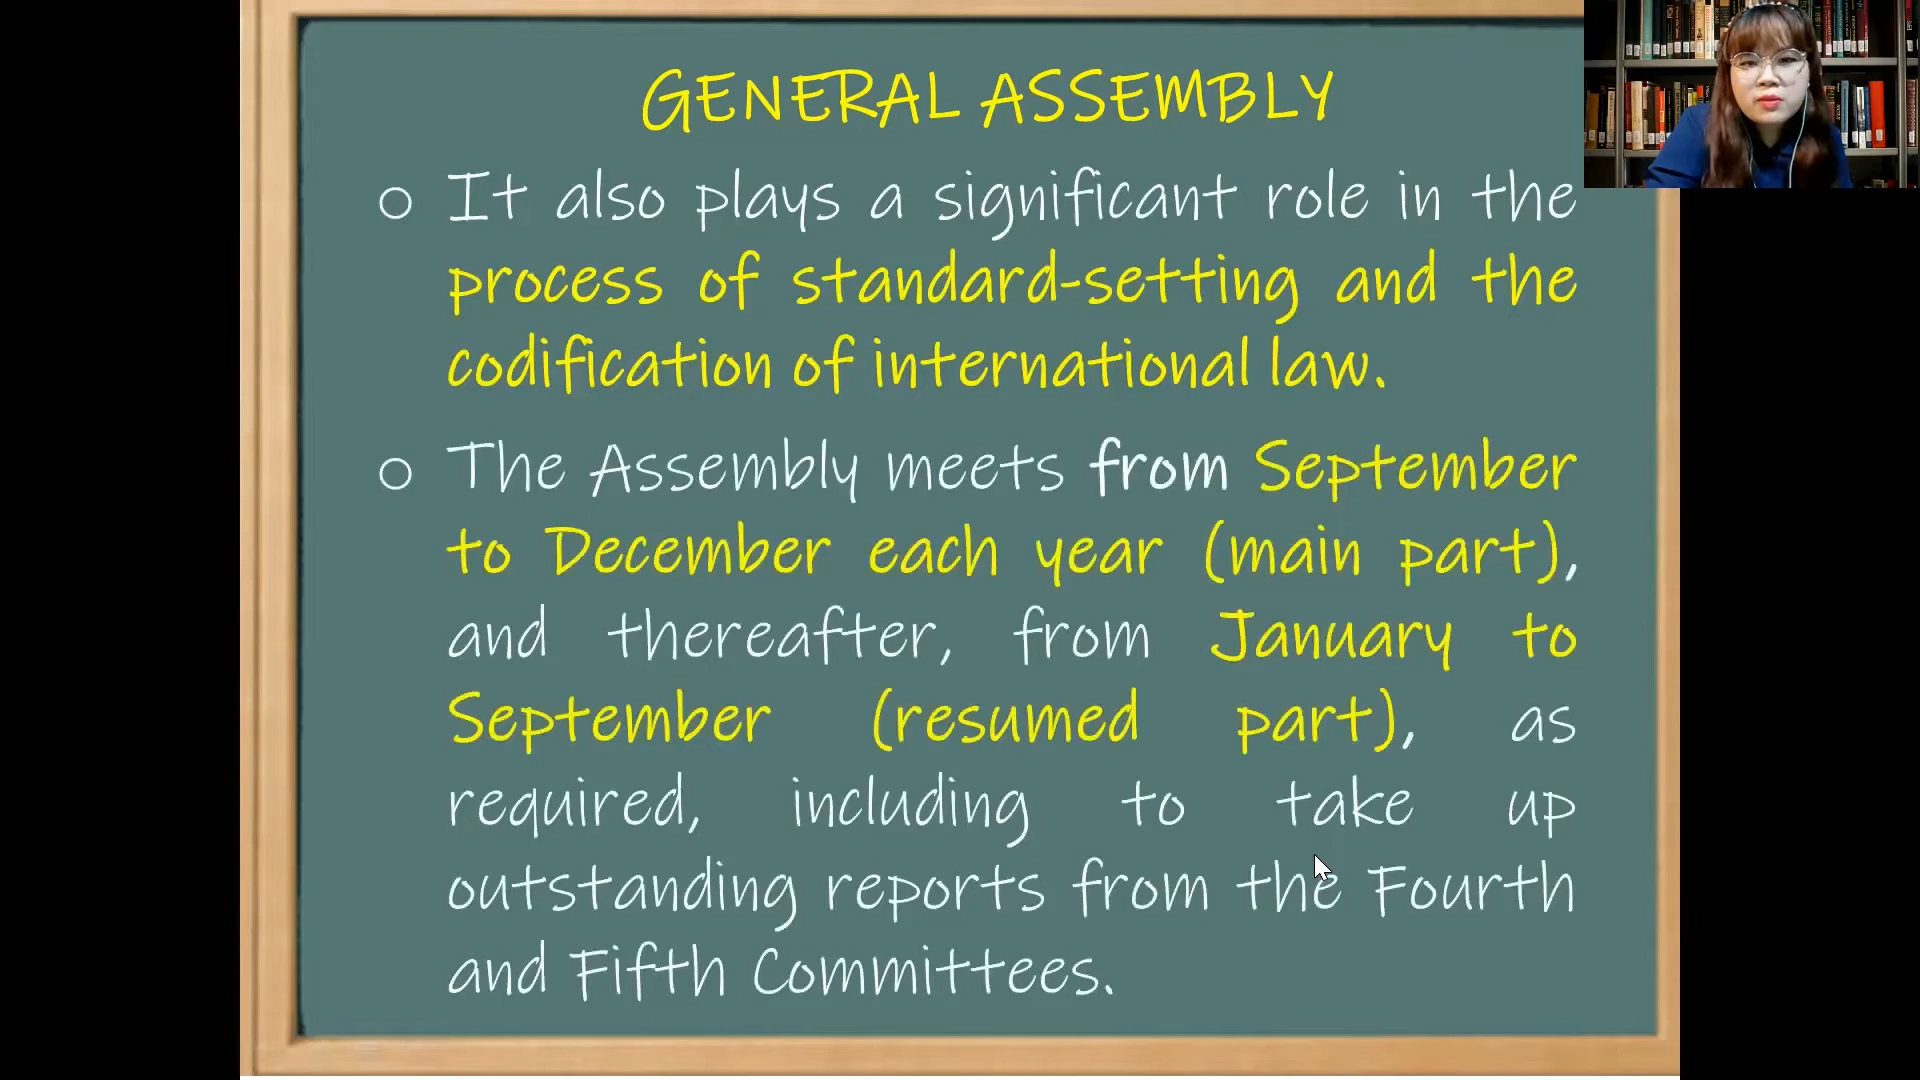 GENERAL ASSEMBLY
o It also plays a significant role in the
process of standard-setting and the
codification of international law.
o The Assembly meets from September
to December each year (main part),
and thereafter, from January to
September (resumed part), as
required, including to take up
outstanding reports from the Fourth
and Fifth Committees.